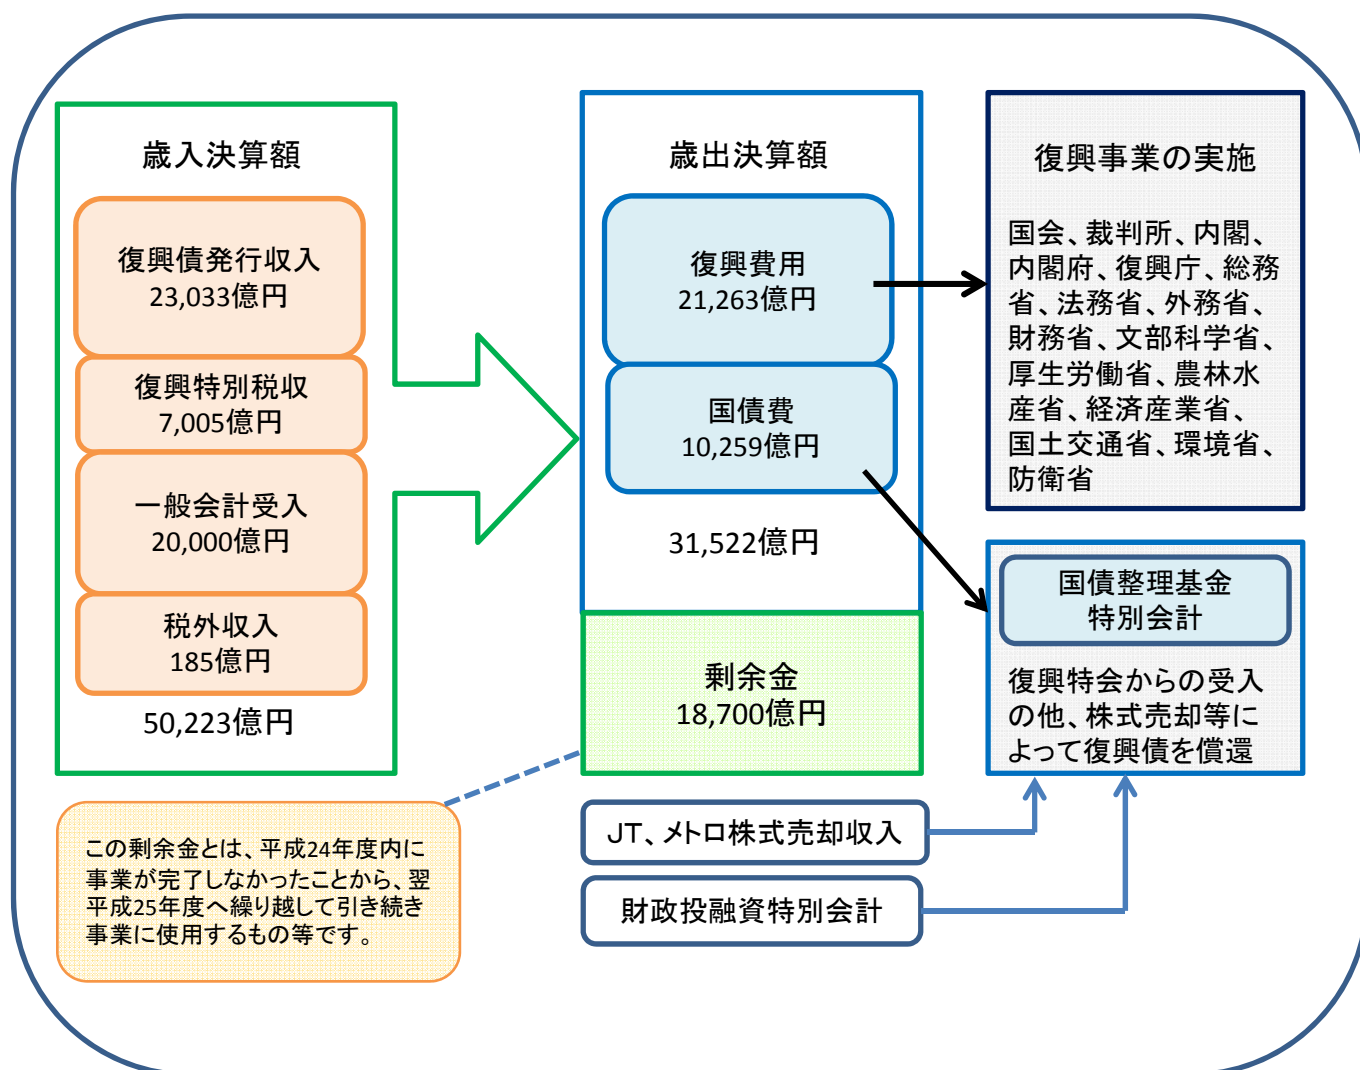 歳入決算額
復興債発行収入
23,033億円
復興特別税収
7,005億円
一般会計受入
20,000億円
税外収入
185億円
50,223億円
歳出決算額
復興費用
21,263億円
国債費
10,259億円
31,522億円
剰余金
18,700億円
復興事業の実施
国会、裁判所、内閣、
内閣府、復興庁、総務
省、法務省、外務省、
財務省、文部科学省、
厚生労働省、農林水
産省、経済産業省、
国土交通省、環境省、
防衛省
国債整理基金
特別会計
復興特会からの受入
の他、株式売却等に
よって復興債を償還
JT、メトロ株式売却収入
財政投融資特別会計
この剰余金とは、平成24年度内に
事業が完了しなかったことから、翌
平成25年度へ繰り越して引き続き
事業に使用するもの等です。